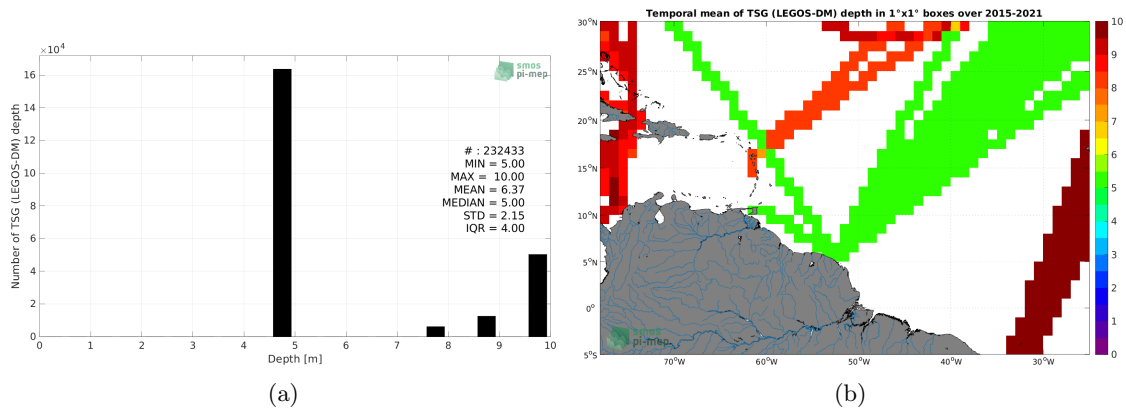 ×10⁴
16
14
12
10
8
6
4
2
0
Number of TSG (LEGOS-DM) depth
smos
pi-mep
# : 232433
MIN = 5.00
MAX = 10.00
MEAN = 6.37
MEDIAN = 5.00
STD = 2.15
IQR = 4.00
0 1 2 3 4 5 6 7 8 9 10
Depth [m]
(a)
Temporal mean of TSG (LEGOS-DM) depth in 1°x1° boxes over 2015-2021
30°N
25°N
20°N
15°N
10°N
5°N
0°
5°S
70°W 60°W 50°W 40°W 30°W
smos
pi-mep
10
9
8
7
6
5
4
3
2
1
0
(b)